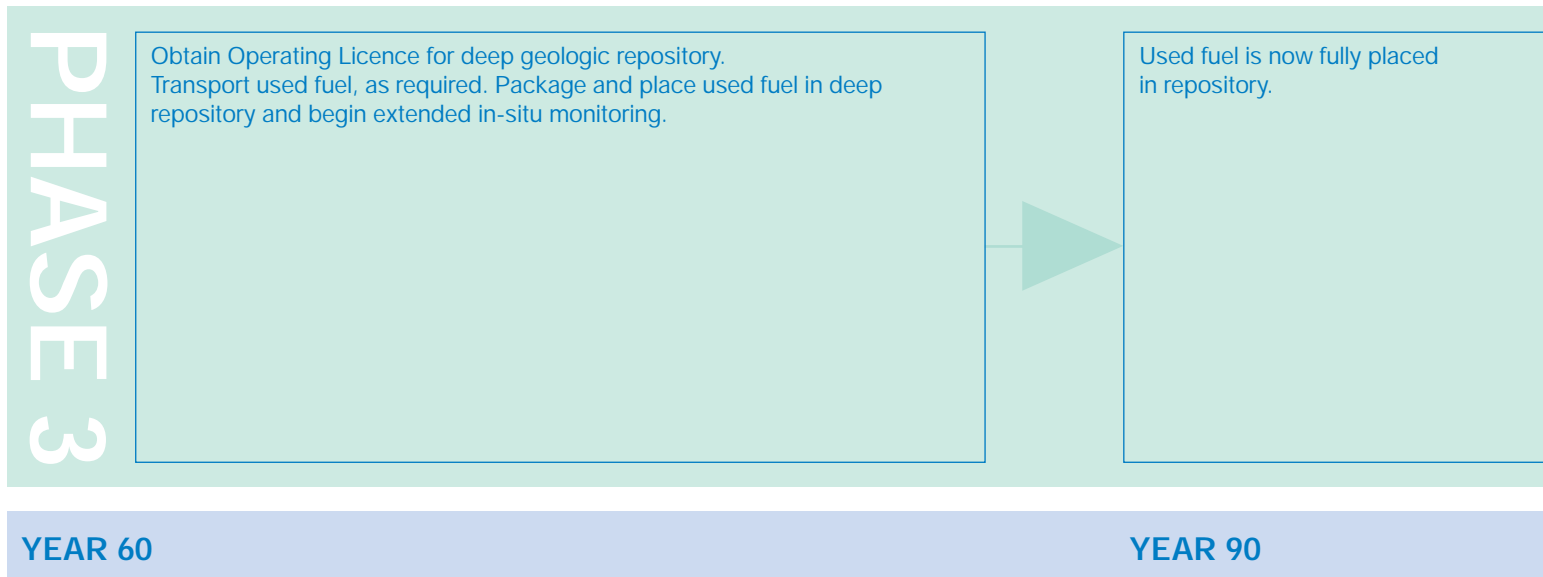 PHASE 3
Obtain Operating Licence for deep geologic repository.
Transport used fuel, as required. Package and place used fuel in deep
repository and begin extended in-situ monitoring.
Used fuel is now fully placed
in repository.
YEAR 60
YEAR 90